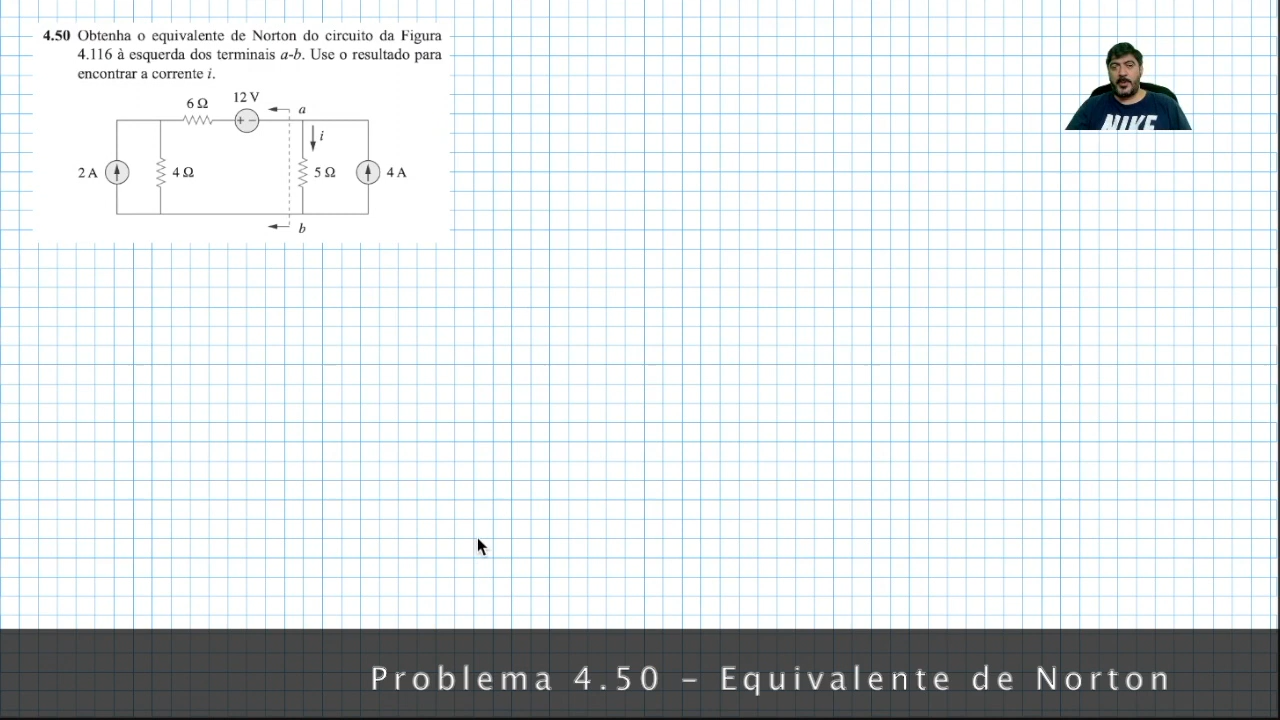 4.50 Obtenha o equivalente de Norton do circuito da Figura
4.116 à esquerda dos terminais a-b. Use o resultado para
encontrar a corrente i.
6 Ω
12 V
a
+ −
i
2 A
4 Ω
5 Ω
4 A
b
NIKE
Problema 4.50 – Equivalente de Norton